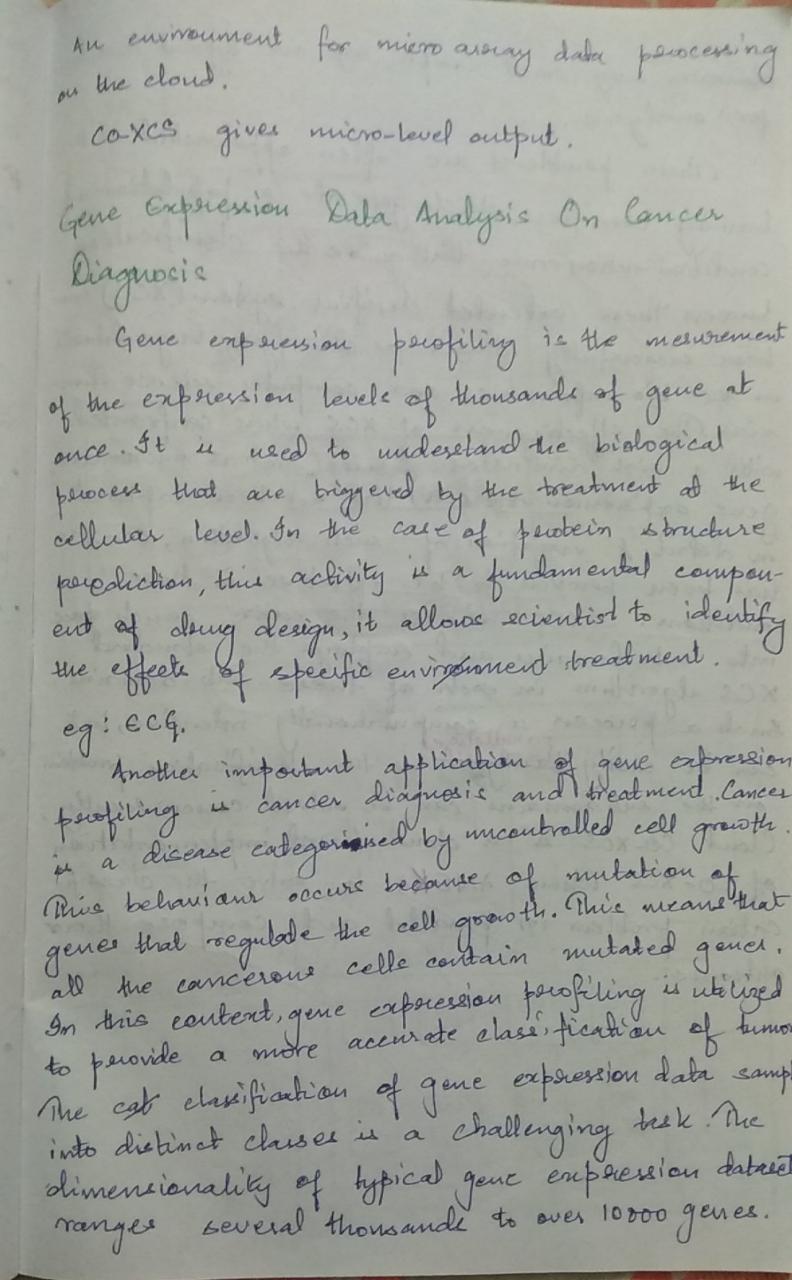 An environment for micro array data processing
on the cloud.
CO-XCS gives micro-level output.
Gene Expression Data Analysis On Cancer
Diagnosis
Gene expression profiling is the mesurement
of the expression levels of thousands of gene at
once. It is used to understand the biological
process that are triggered by the treatment at the
cellular level. In the case of protein structure
prediction, this activity is a fundamental compon-
ent of drug design, it allows scientist to identify
the effects of specific treatment.
eg: ECG.
Another important application of gene expression
profiling is cancer diagnosis and treatment. Cancer
is a disease by uncontrolled cell growth.
This behaviour occurs because of mutation of
genes that regulate the cell growth. This means that
all the cancerous cells contain mutated genes.
In this context, gene expression profiling is utilized
to provide a more accurate classification of tumo
The classification of gene expression data samp
into distinct classes is a challenging task. The
dimensionality of typical gene expression dataset
ranges several thousands to over 10000 genes.